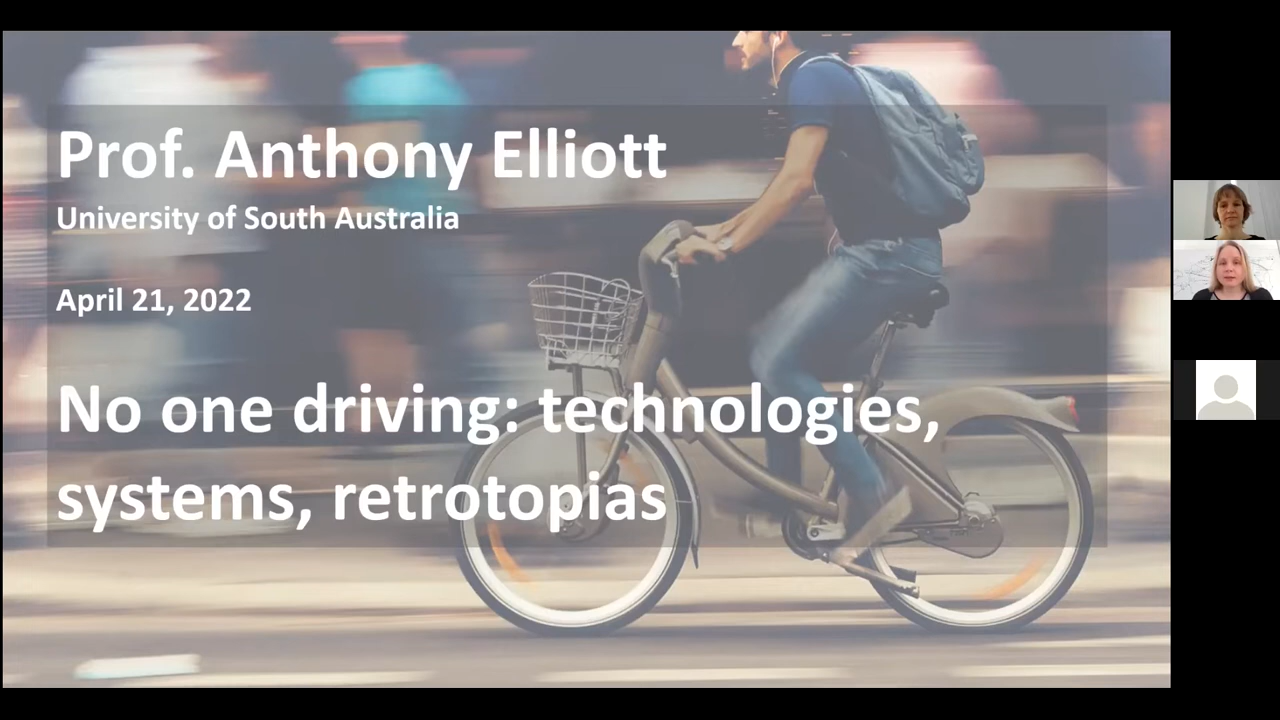 Prof. Anthony Elliott
University of South Australia
April 21, 2022
No one driving: technologies,
systems, retrotopias